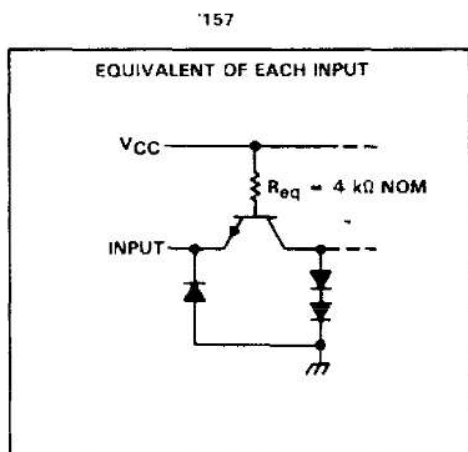 '157
EQUIVALENT OF EACH INPUT
VCC
Req = 4 kΩ NOM
INPUT